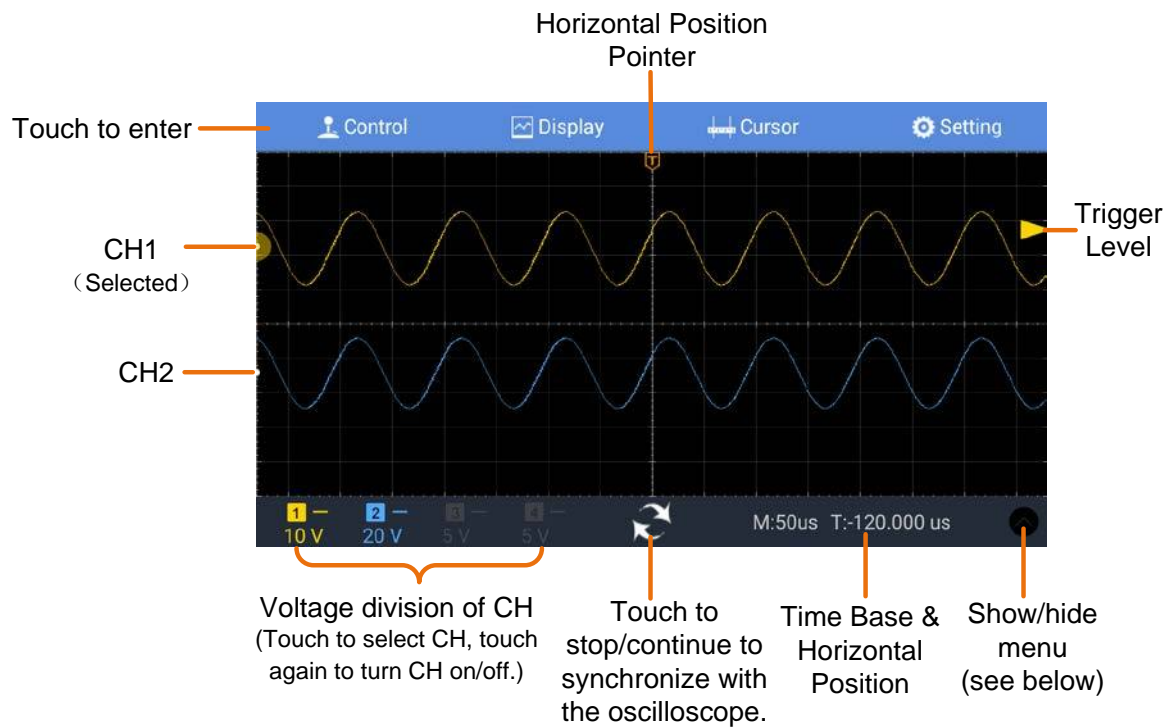 Horizontal Position
Pointer
Touch to enter
Control
Display
Cursor
Setting
T
Trigger
Level
CH1
（Selected）
CH2
1
2
3
4
10 V
20 V
5 V
5 V
M:50us T:-120.000 us
Voltage division of CH
(Touch to select CH, touch
again to turn CH on/off.)
Touch to
stop/continue to
synchronize with
the oscilloscope.
Time Base &
Horizontal
Position
Show/hide
menu
(see below)